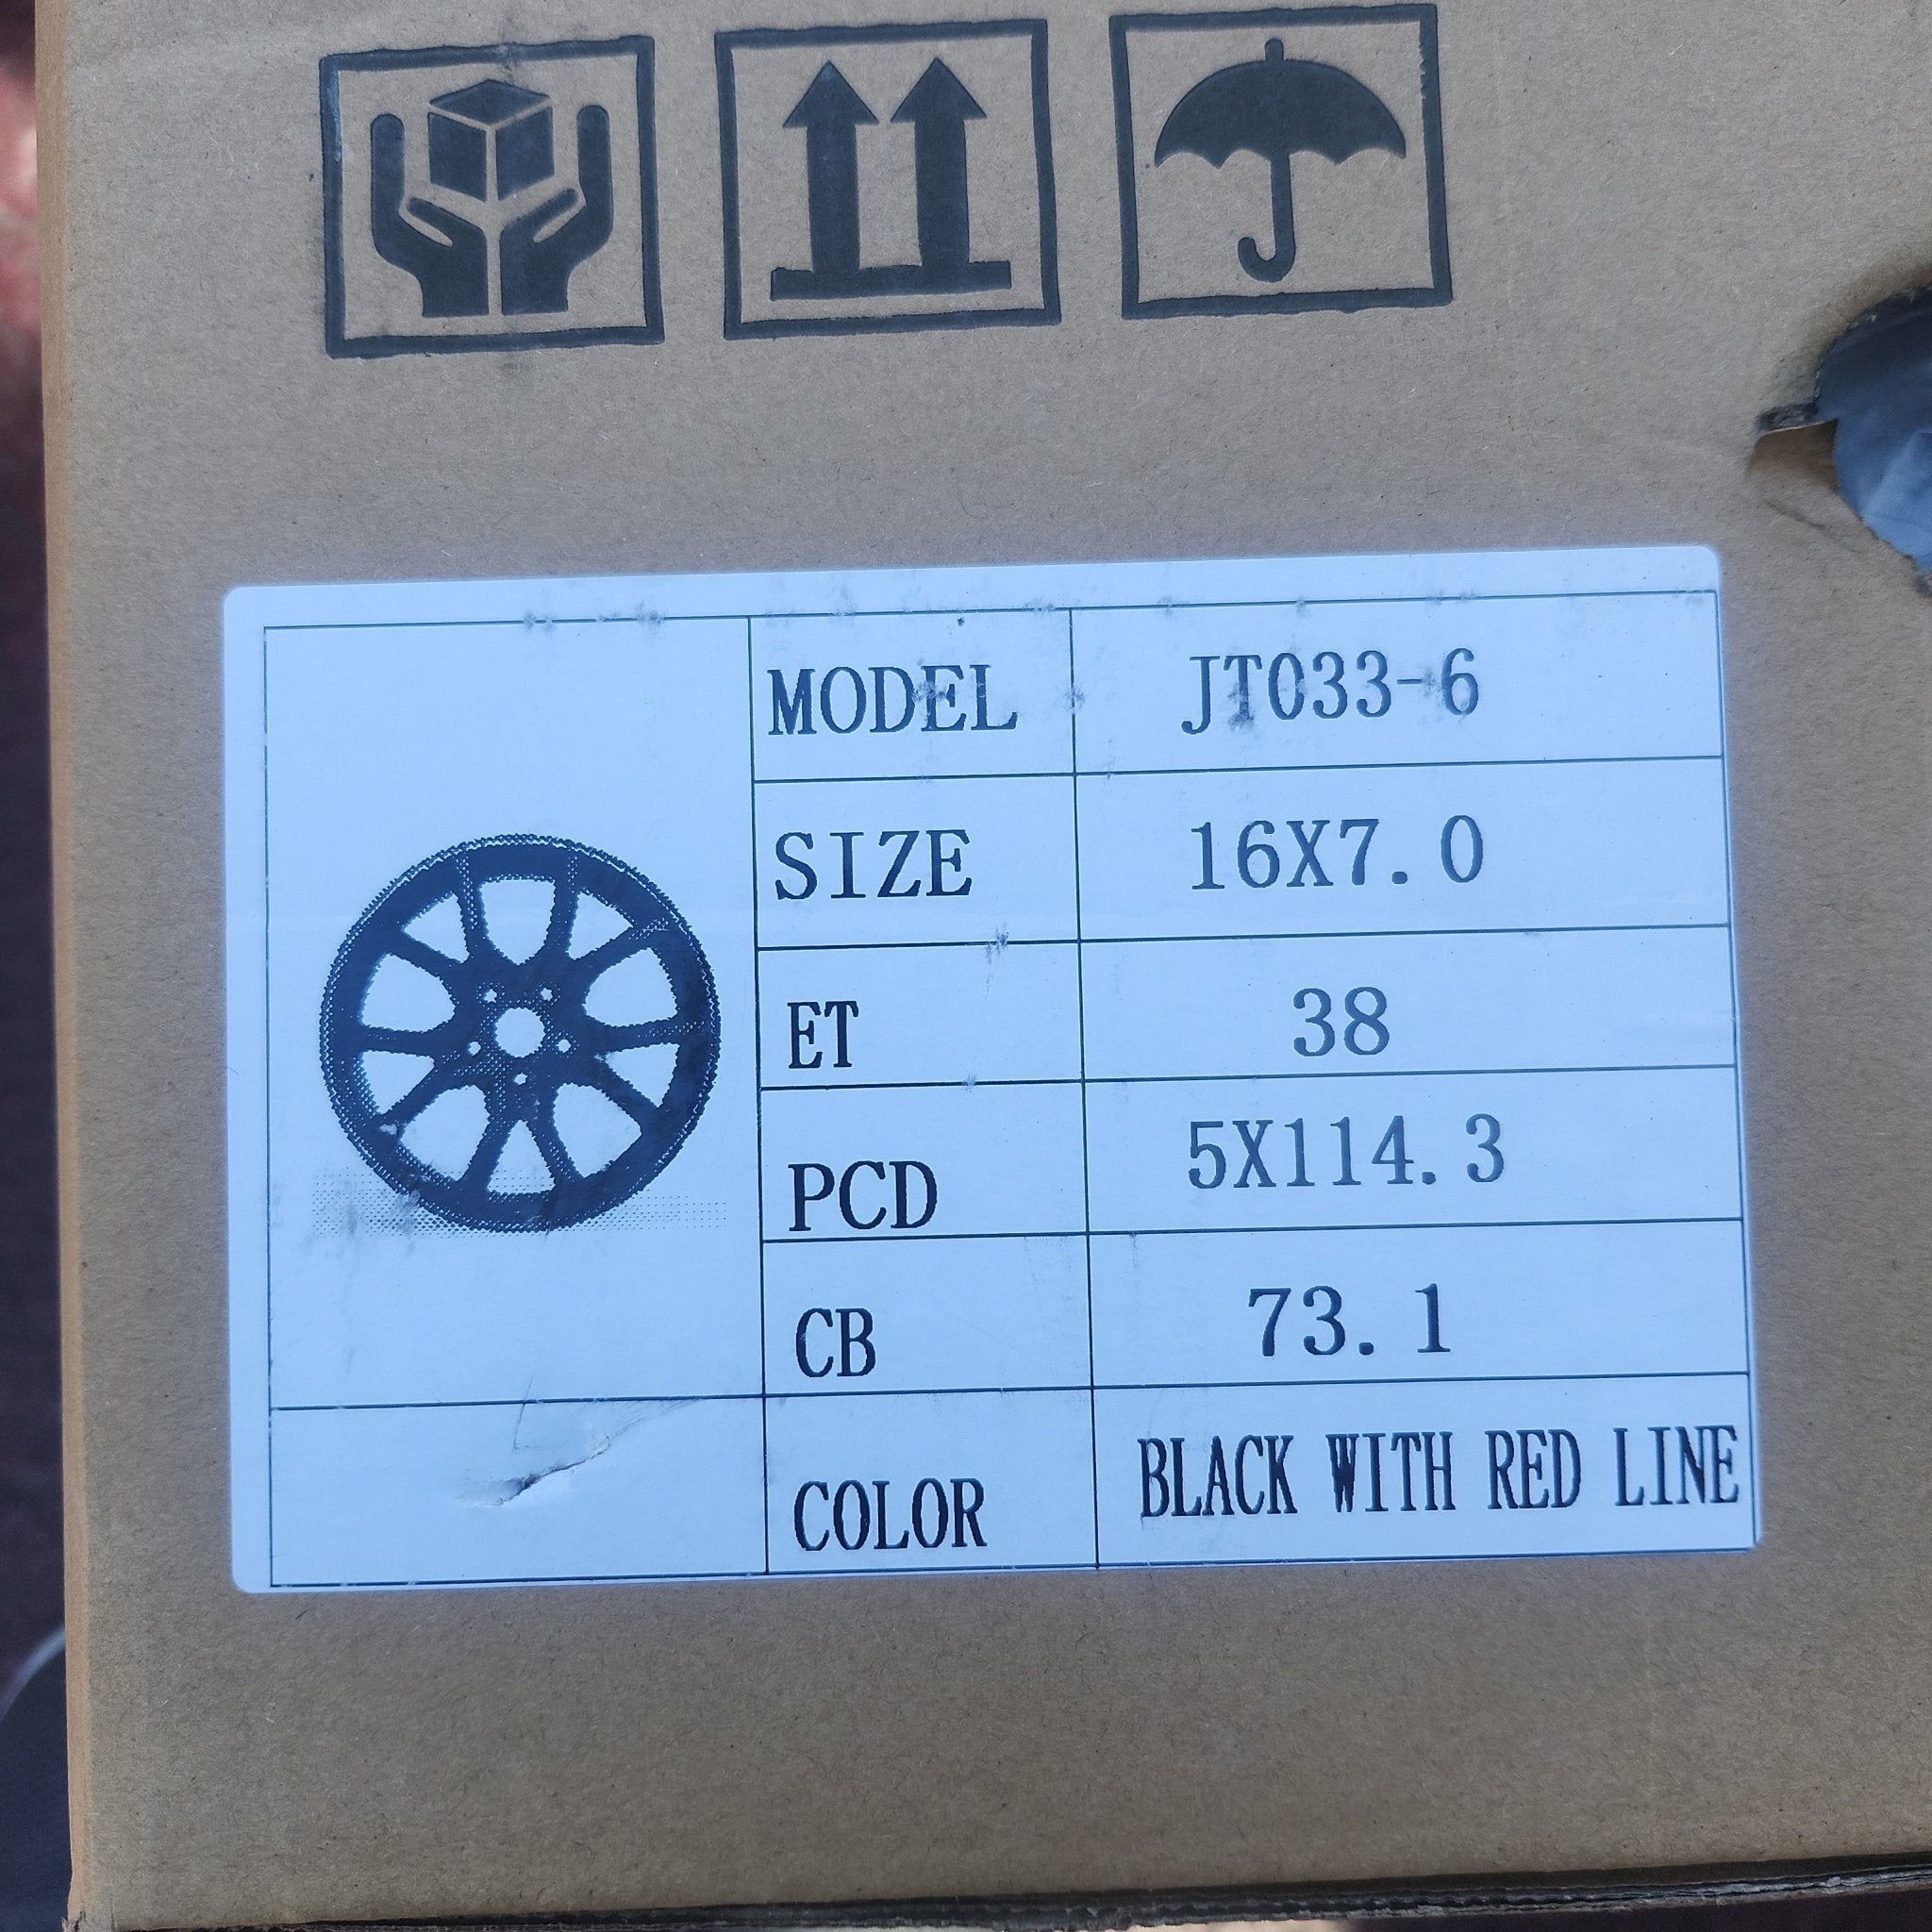 MODEL JT033-6
SIZE 16X7.0
ET 38
PCD 5X114.3
CB 73.1
COLOR BLACK WITH RED LINE